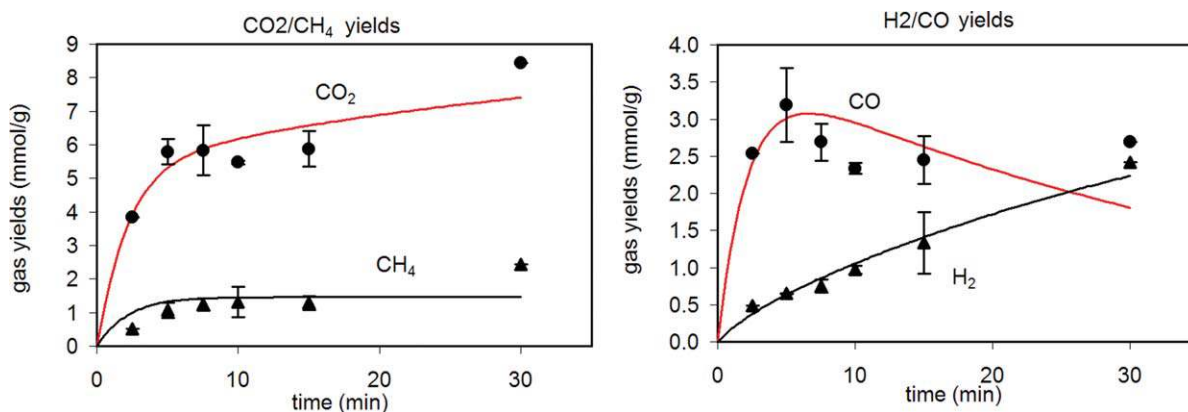 CO2/CH₄ yields
gas yields (mmol/g)
9
8
7
6
5
4
3
2
1
0
CO₂
CH₄
0 10 20 30
time (min)
H2/CO yields
gas yields (mmol/g)
4.0
3.5
3.0
2.5
2.0
1.5
1.0
0.5
0.0
CO
H₂
0 10 20 30
time (min)